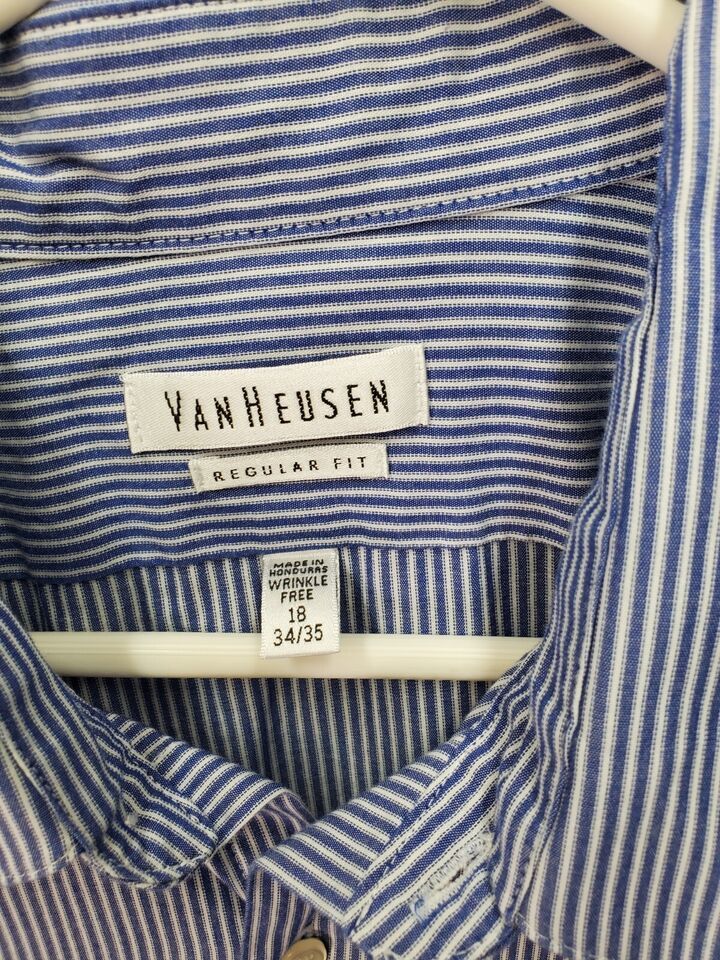 VAN HEUSEN
REGULAR FIT
MADE IN
HONDURAS
WRINKLE
FREE
18
34/35